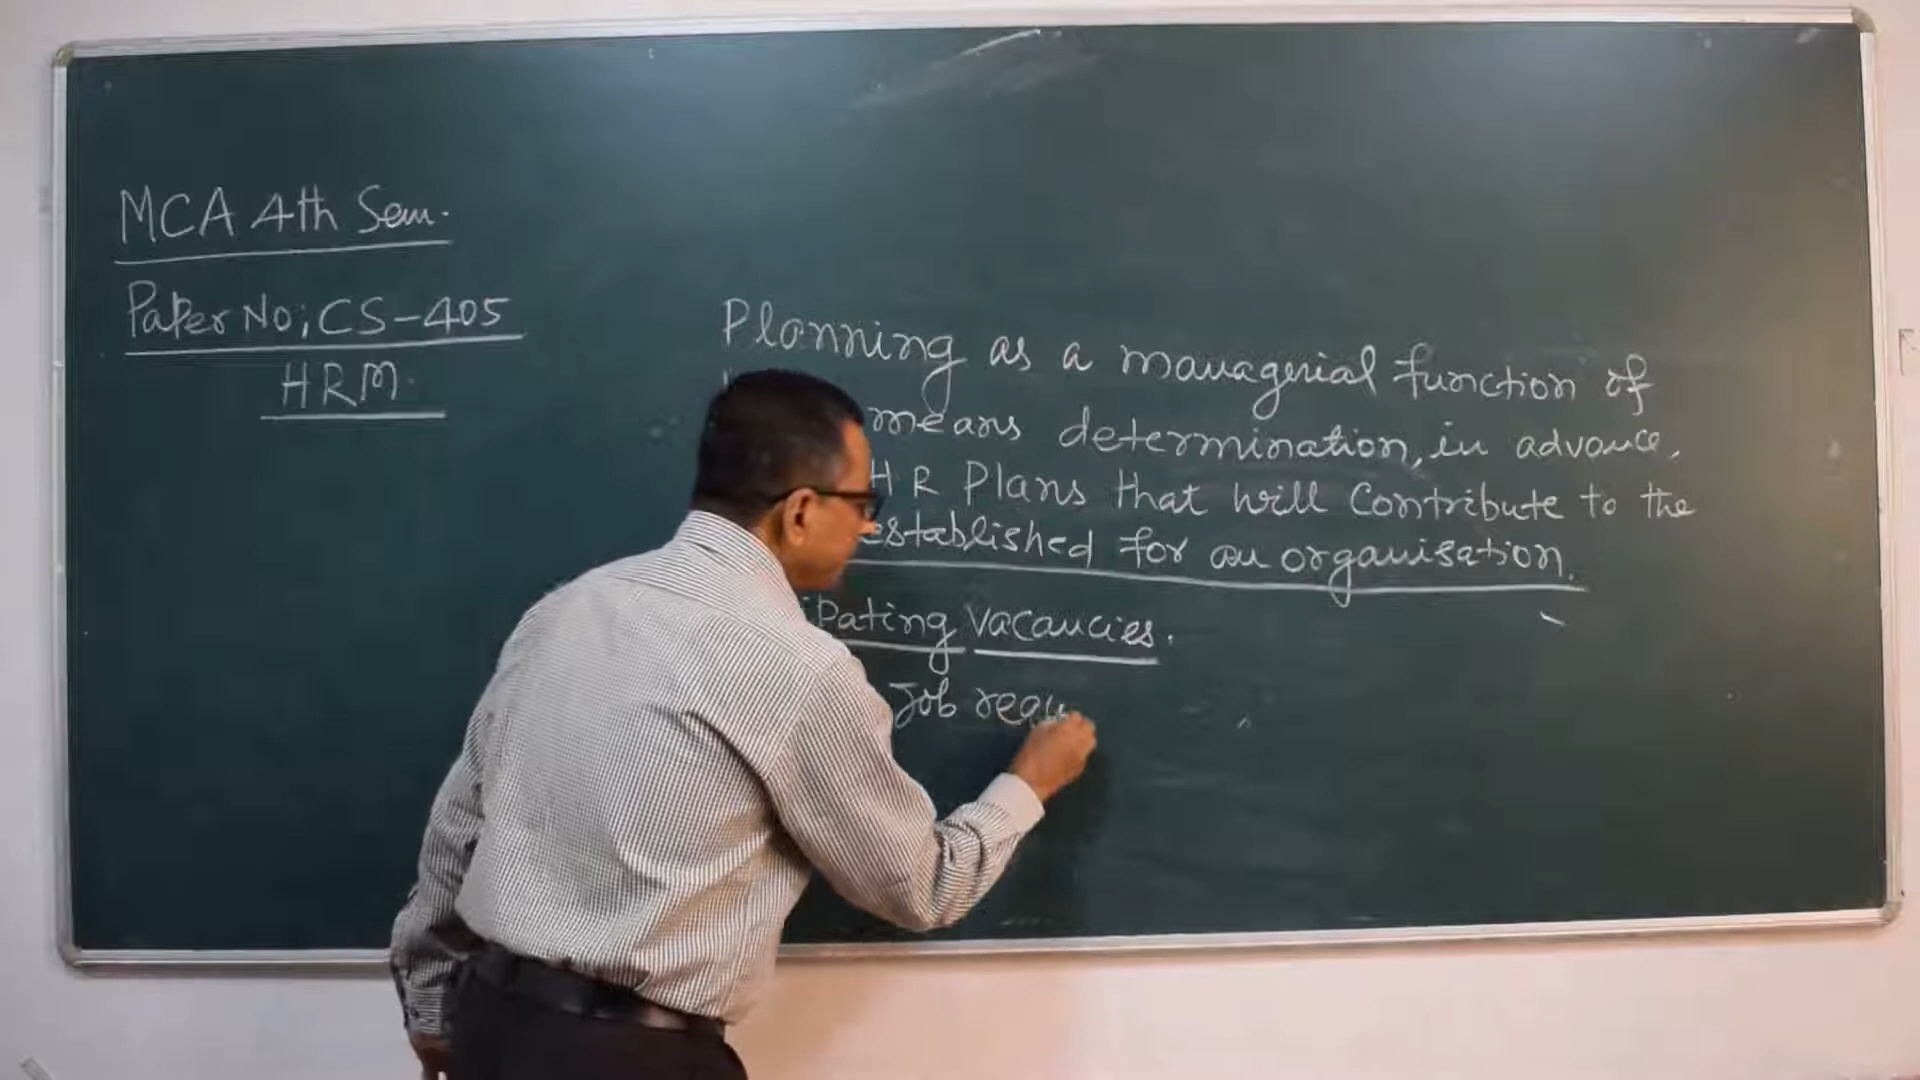 MCA 4th Sem.
Paper No; CS-405
HRM.
Planning as a managerial function of
means determination, in advance,
HR Plans that will Contribute to the
established for an organisation.
vacancies.
Job